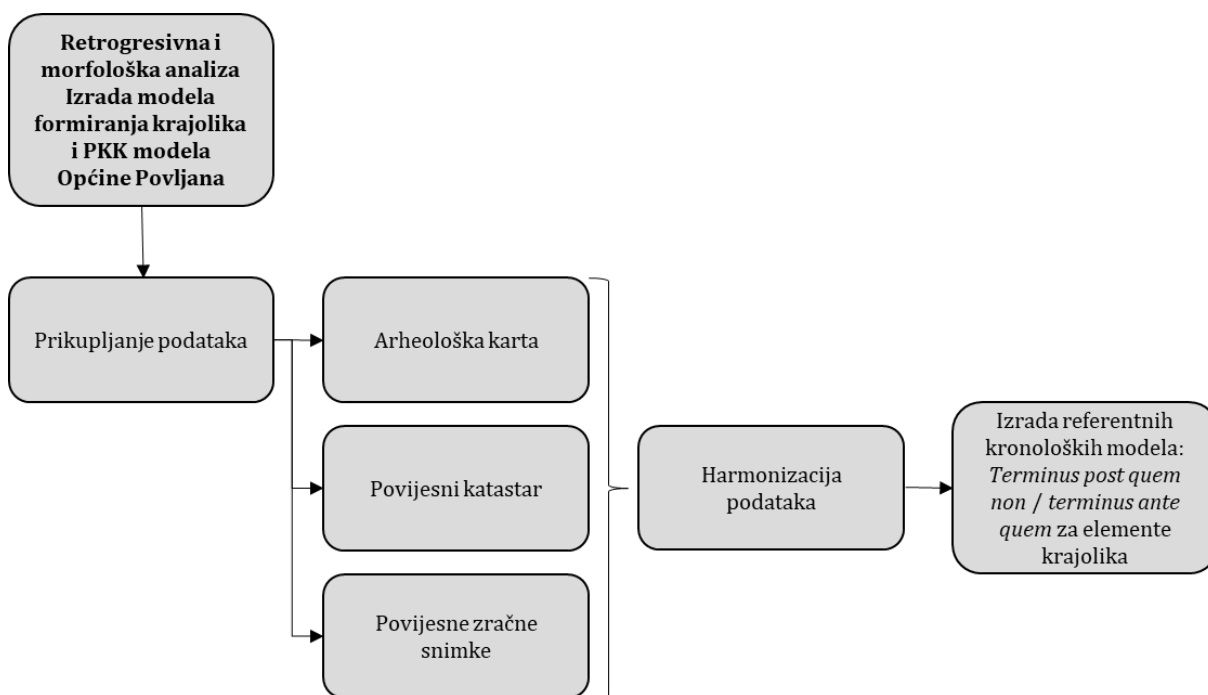 Retrogresivna i
morfološka analiza
Izrada modela
formiranja krajolika
i PKK modela
Općine Povljana
Prikupljanje podataka
Arheološka karta
Povijesni katastar
Povijesne zračne
snimke
Harmonizacija
podataka
Izrada referentnih
kronoloških modela:
Terminus post quem
non / terminus ante
quem za elemente
krajolika